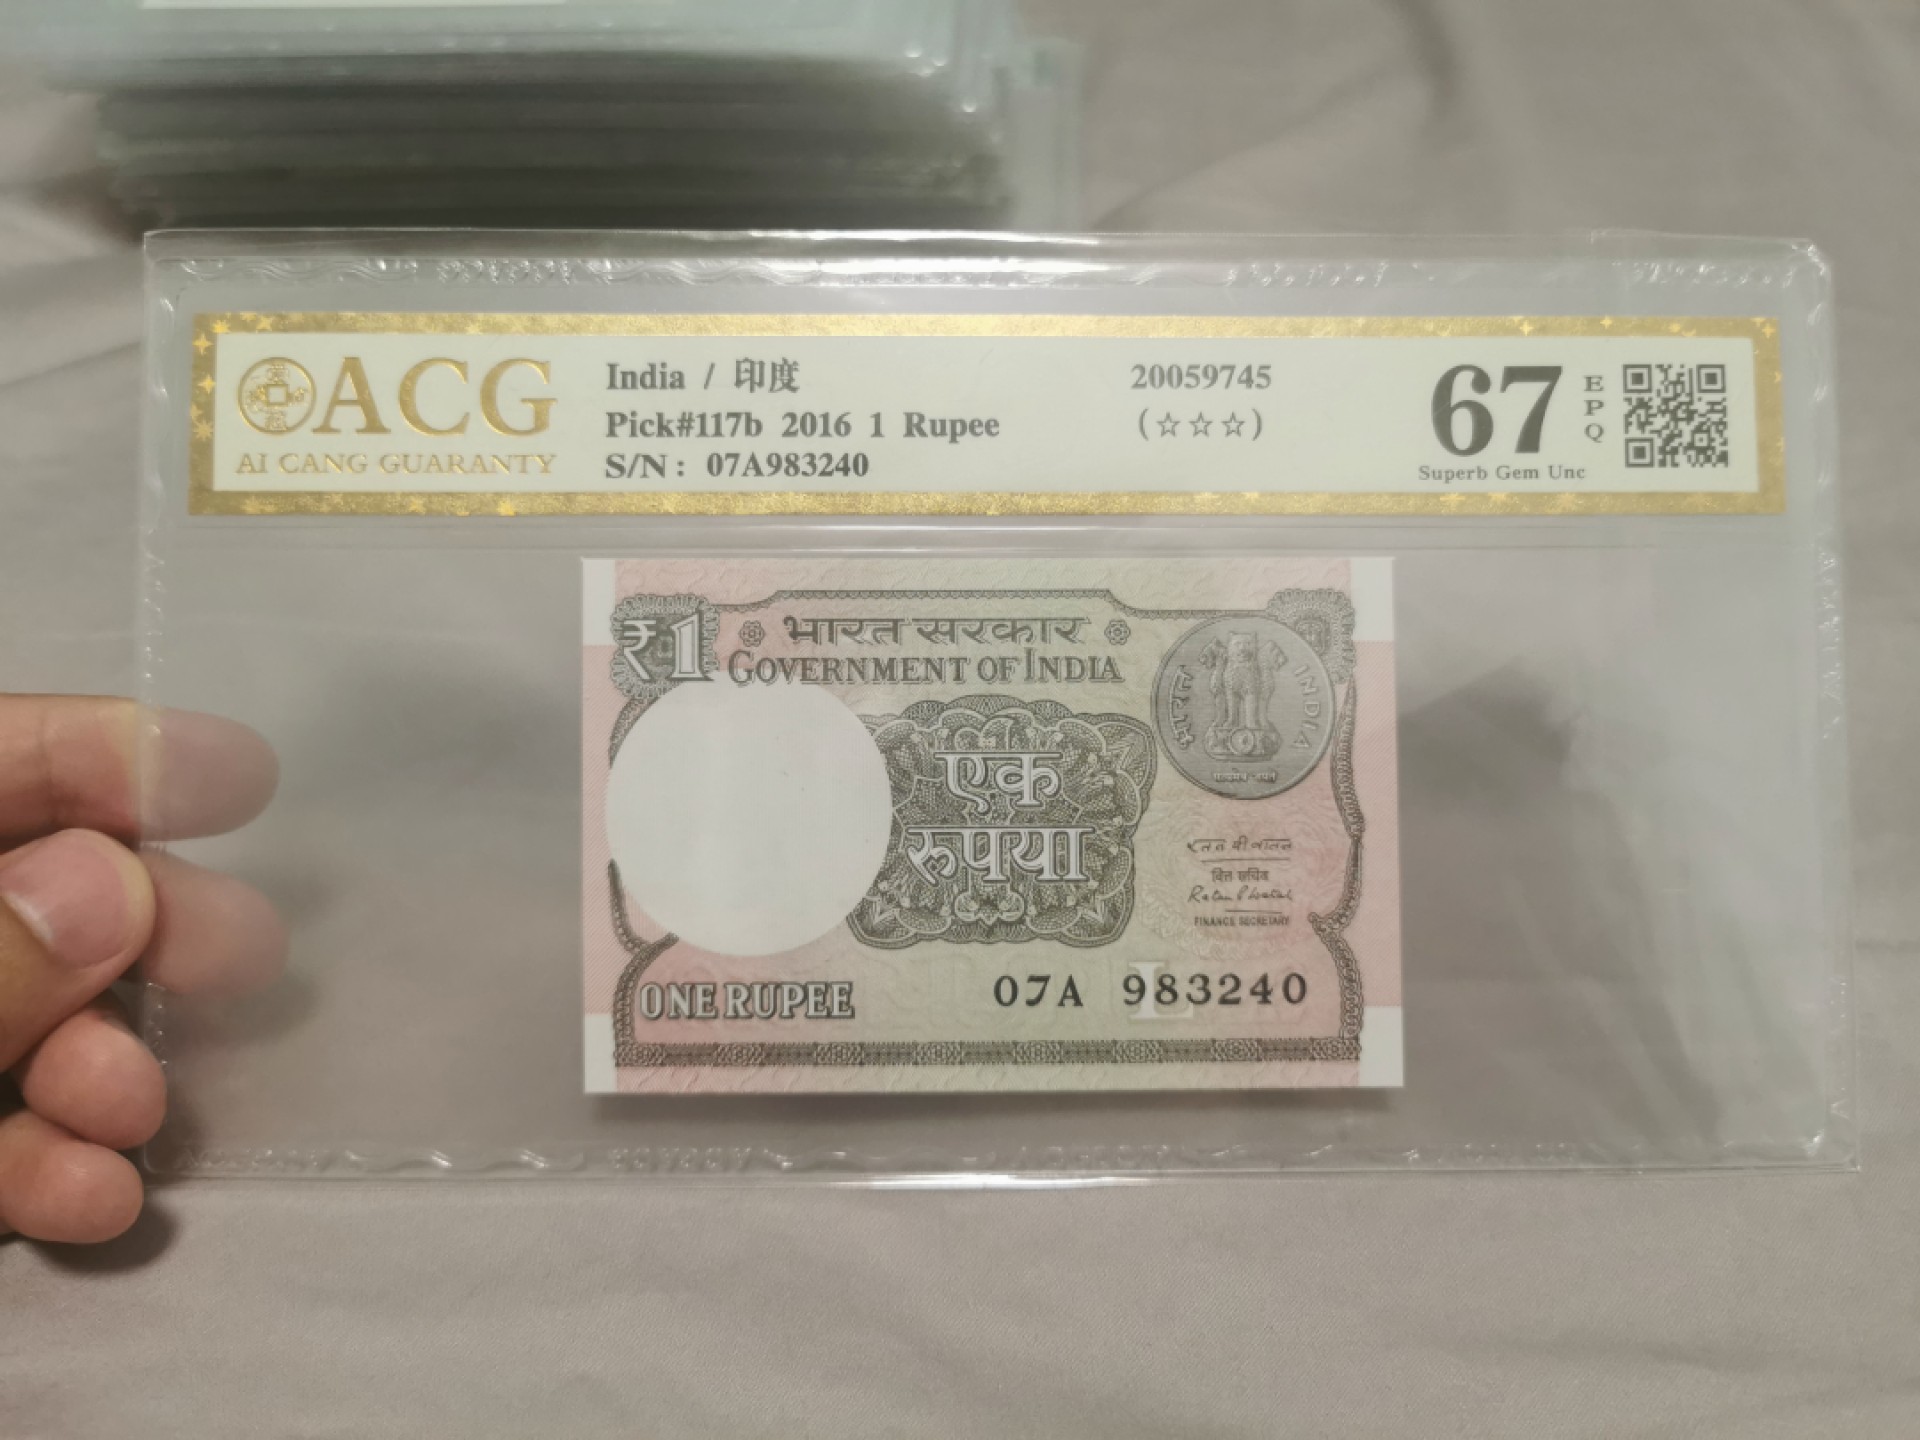 ACG
AI CANG GUARANTY
India / 印度
Pick#117b 2016 1 Rupee
S/N: 07A983240
20059745
(☆☆☆)
67
EPQ
Superb Gem Unc
₹1
भारत सरकार
GOVERNMENT OF INDIA
भारत
INDIA
सत्यमेव जयते
एक
रुपया
वित्त सचिव
FINANCE SECRETARY
L
ONE RUPEE
07A 983240